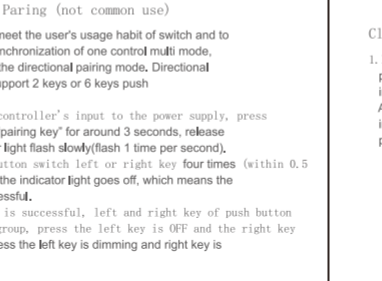 Paring (not common use)
meet the user's usage habit of switch and to
nchronization of one control multi mode,
the directional pairing mode. Directional
upport 2 keys or 6 keys push
controller's input to the power supply, press
pairing key" for around 3 seconds, release
light flash slowly(flash 1 time per second),
utton switch left or right key four times (within 0.5
the indicator light goes off, which means the
essful.
is successful, left and right key of push button
group, press the left key is OFF and the right key
ess the left key is dimming and right key is
Cl
1.